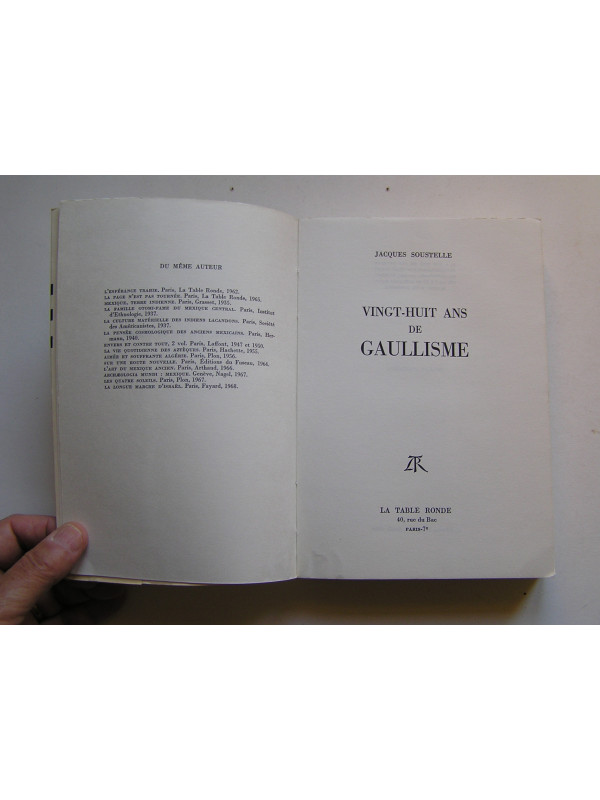 DU MÊME AUTEUR
L'ESPÉRANCE TRAHIE. Paris, La Table Ronde, 1962.
LA PAGE N'EST PAS TOURNÉE. Paris, La Table Ronde, 1965.
MEXIQUE, TERRE INDIENNE. Paris, Grasset, 1935.
LA FAMILLE OTOMI-PAME DU MEXIQUE CENTRAL. Paris, Institut
d'Ethnologie, 1937.
LA CULTURE MATÉRIELLE DES INDIENS LACANDONS. Paris, Société
des Américanistes, 1937.
LA PENSÉE COSMOLOGIQUE DES ANCIENS MEXICAINS. Paris, Her-
mann, 1940.
ENVERS ET CONTRE TOUT, 2 vol. Paris, Laffont, 1947 et 1950.
LA VIE QUOTIDIENNE DES AZTÈQUES. Paris, Hachette, 1955.
AIMÉE ET SOUFFRANTE ALGÉRIE. Paris, Plon, 1956.
SUR UNE ROUTE NOUVELLE. Paris, Editions du Fuseau, 1964.
L'ART DU MEXIQUE ANCIEN. Paris, Arthaud, 1966.
ARCHÆOLOGIA MUNDI : MEXIQUE. Genève, Nagel, 1967.
LES QUATRE SOLEILS. Paris, Plon, 1967.
LA LONGUE MARCHE D'ISRAËL. Paris, Fayard, 1968.
JACQUES SOUSTELLE
VINGT-HUIT ANS
DE
GAULLISME
LA TABLE RONDE
40, rue du Bac
PARIS-7e